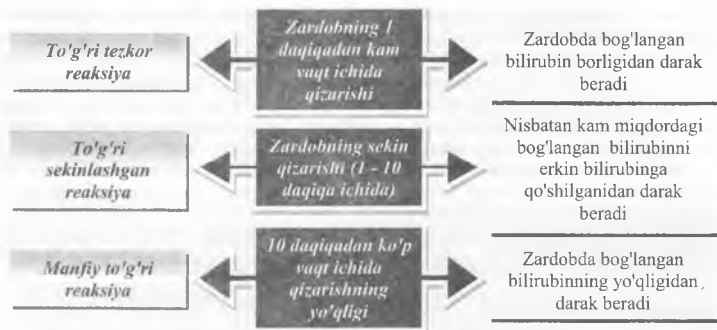 To'g'ri tezkor
reaksiya
Zardobning 1
daqiqadan kam
vaqt ichida
qizarishi
Zardobda bog'langan
bilirubin borligidan darak
beradi
To'g'ri
sekinlashgan
reaksiya
Zardobning sekin
qizarishi (1 - 10
daqiqa ichida)
Nisbatan kam miqdordagi
bog'langan bilirubinni
erkin bilirubinga
qo'shilganidan darak
beradi
Manfiy to'g'ri
reaksiya
10 daqiqadan ko'p
vaqt ichida
qizarishning
yo'qligi
Zardobda bog'langan
bilirubinning yo'qligidan
darak beradi